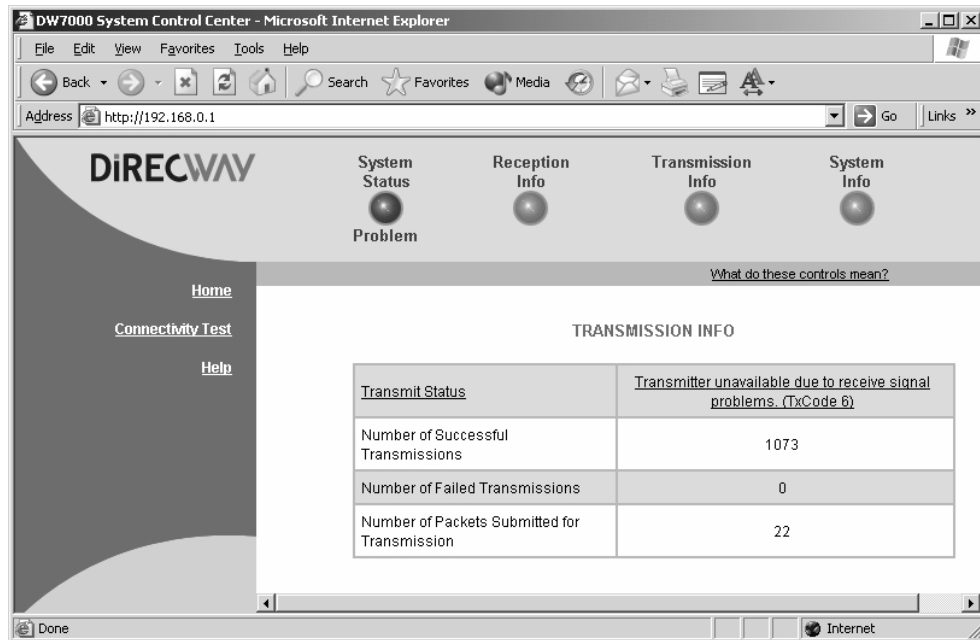 DW7000 System Control Center - Microsoft Internet Explorer
File Edit View Favorites Tools Help
Back Search Favorites Media
Address http://192.168.0.1 Go Links »
DiRECWAY
System Status
Problem
Reception Info
Transmission Info
System Info
What do these controls mean?
Home
Connectivity Test
Help
TRANSMISSION INFO
Transmit Status
Transmitter unavailable due to receive signal
problems. (TxCode 6)
Number of Successful
Transmissions
1073
Number of Failed Transmissions
0
Number of Packets Submitted for
Transmission
22
Done
Internet